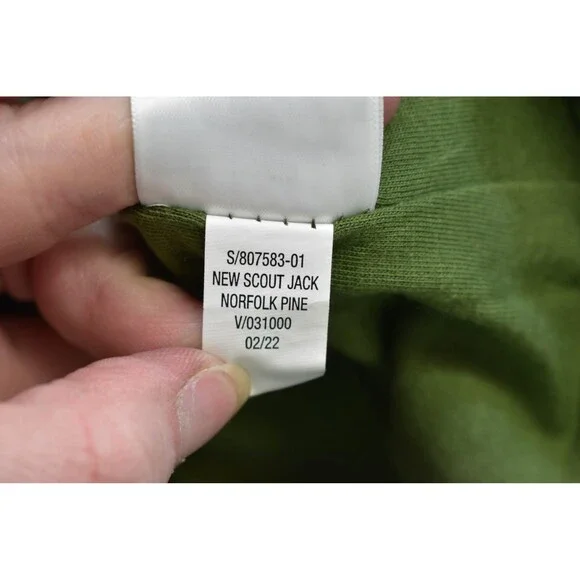 S/807583-01
NEW SCOUT JACK
NORFOLK PINE
V/031000
02/22